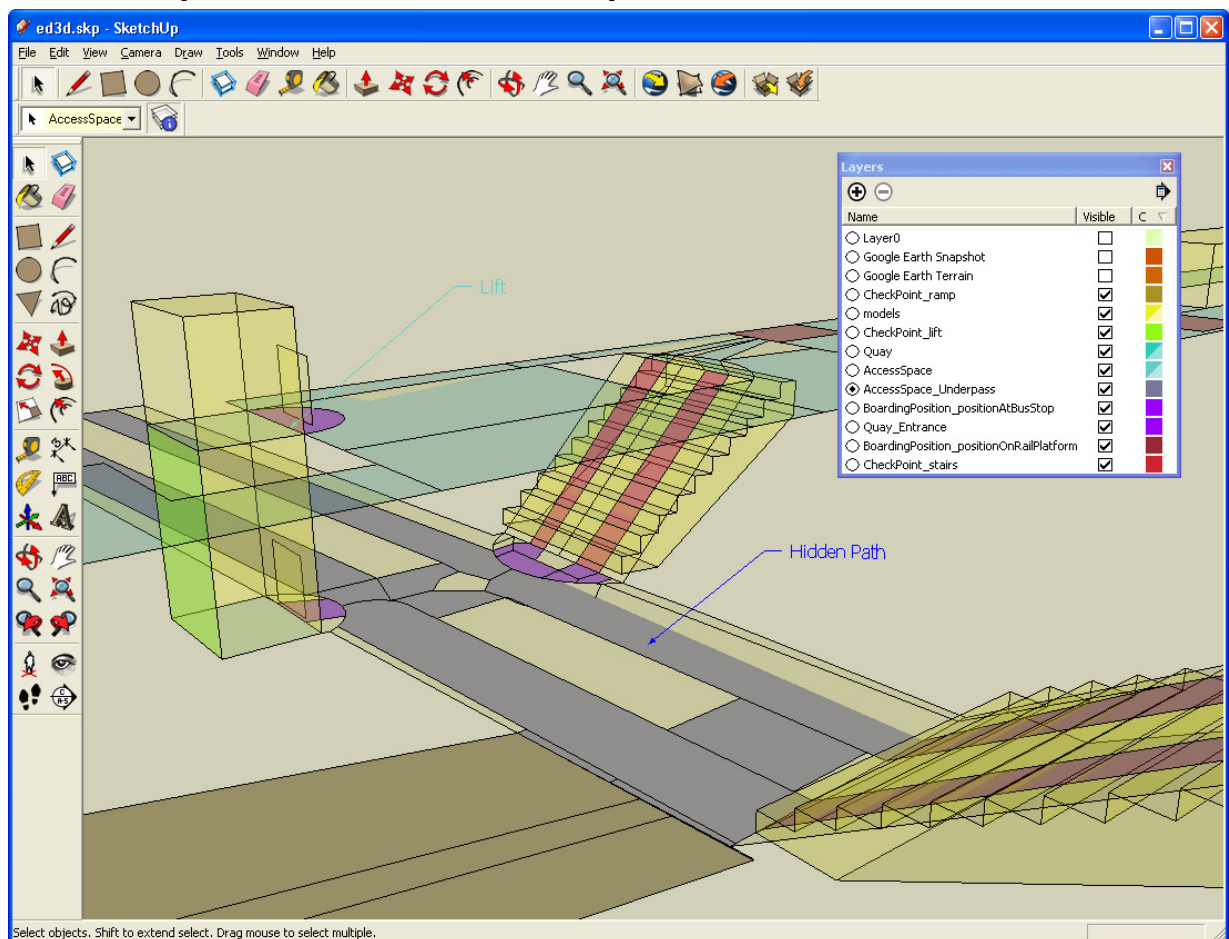 ed3d.skp - SketchUp
File Edit View Camera Draw Tools Window Help
AccessSpace
Layers
Name Visible C
Layer0
Google Earth Snapshot
Google Earth Terrain
CheckPoint_ramp
models
CheckPoint_lift
Quay
AccessSpace
AccessSpace_Underpass
BoardingPosition_positionAtBusStop
Quay_Entrance
BoardingPosition_positionOnRailPlatform
CheckPoint_stairs
Lift
Hidden Path
ABC
Select objects. Shift to extend select. Drag mouse to select multiple.